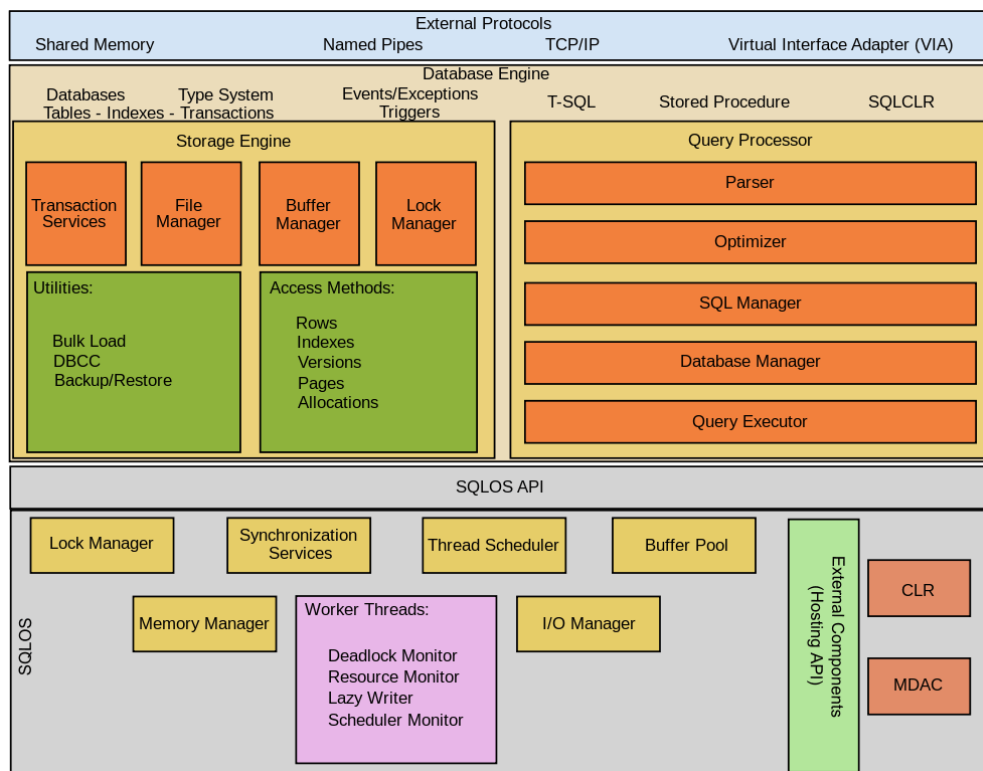 External Protocols
Shared Memory
Named Pipes
TCP/IP
Virtual Interface Adapter (VIA)
Database Engine
Databases
Type System
Tables - Indexes - Transactions
Events/Exceptions
Triggers
T-SQL
Stored Procedure
SQLCLR
Storage Engine
Transaction
Services
File
Manager
Buffer
Manager
Lock
Manager
Utilities:
Bulk Load
DBCC
Backup/Restore
Access Methods:
Rows
Indexes
Versions
Pages
Allocations
Query Processor
Parser
Optimizer
SQL Manager
Database Manager
Query Executor
SQLOS API
SQLOS
Lock Manager
Synchronization
Services
Thread Scheduler
Buffer Pool
Memory Manager
Worker Threads:
Deadlock Monitor
Resource Monitor
Lazy Writer
Scheduler Monitor
I/O Manager
External Components
(Hosting API)
CLR
MDAC